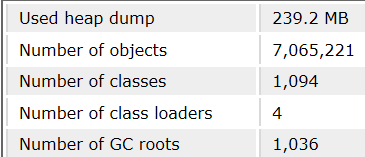 Used heap dump 239.2 MB
Number of objects 7,065,221
Number of classes 1,094
Number of class loaders 4
Number of GC roots 1,036